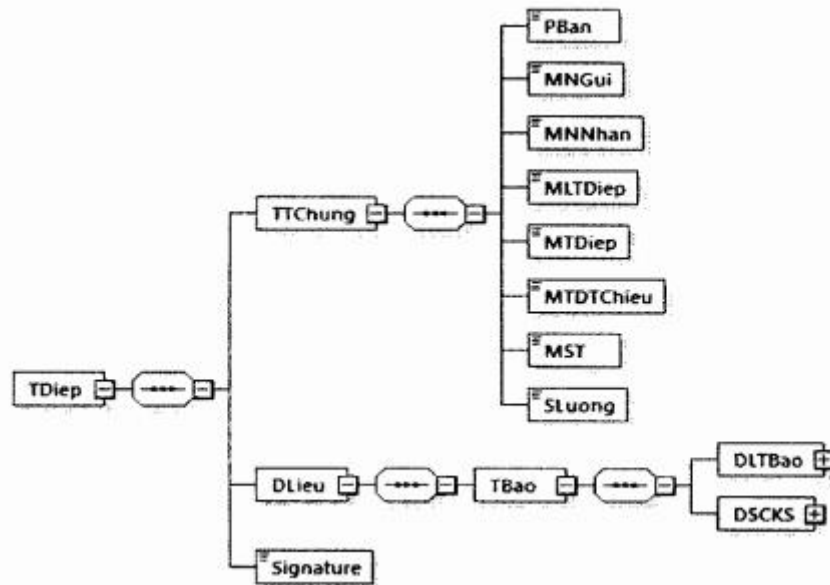 PBan
MNGui
MNNhan
MLTDiep
TTChung
MTDiep
MTDTChieu
MST
TDiep
SLuong
DLTBao
DLieu
TBao
DSCKS
Signature